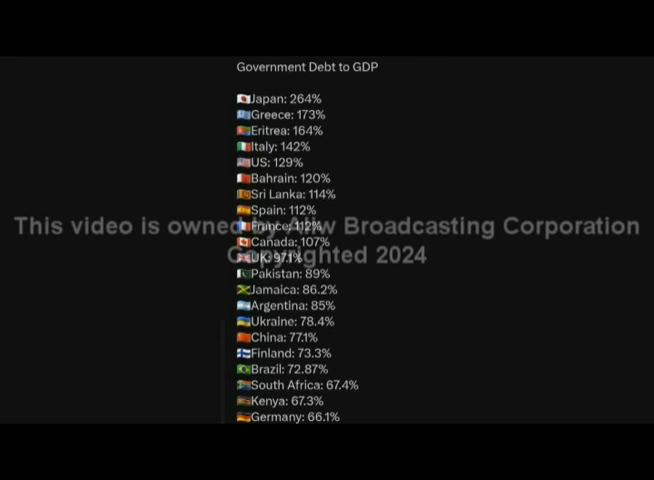 Government Debt to GDP
Japan: 264%
Greece: 173%
Eritrea: 164%
Italy: 142%
US: 129%
Bahrain: 120%
Sri Lanka: 114%
Spain: 112%
This video is owned by Aliw Broadcasting Corporation
France: 112%
Canada: 107%
Copyrighted 2024
UK: 97.1%
Pakistan: 89%
Jamaica: 86.2%
Argentina: 85%
Ukraine: 78.4%
China: 77.1%
Finland: 73.3%
Brazil: 72.87%
South Africa: 67.4%
Kenya: 67.3%
Germany: 66.1%